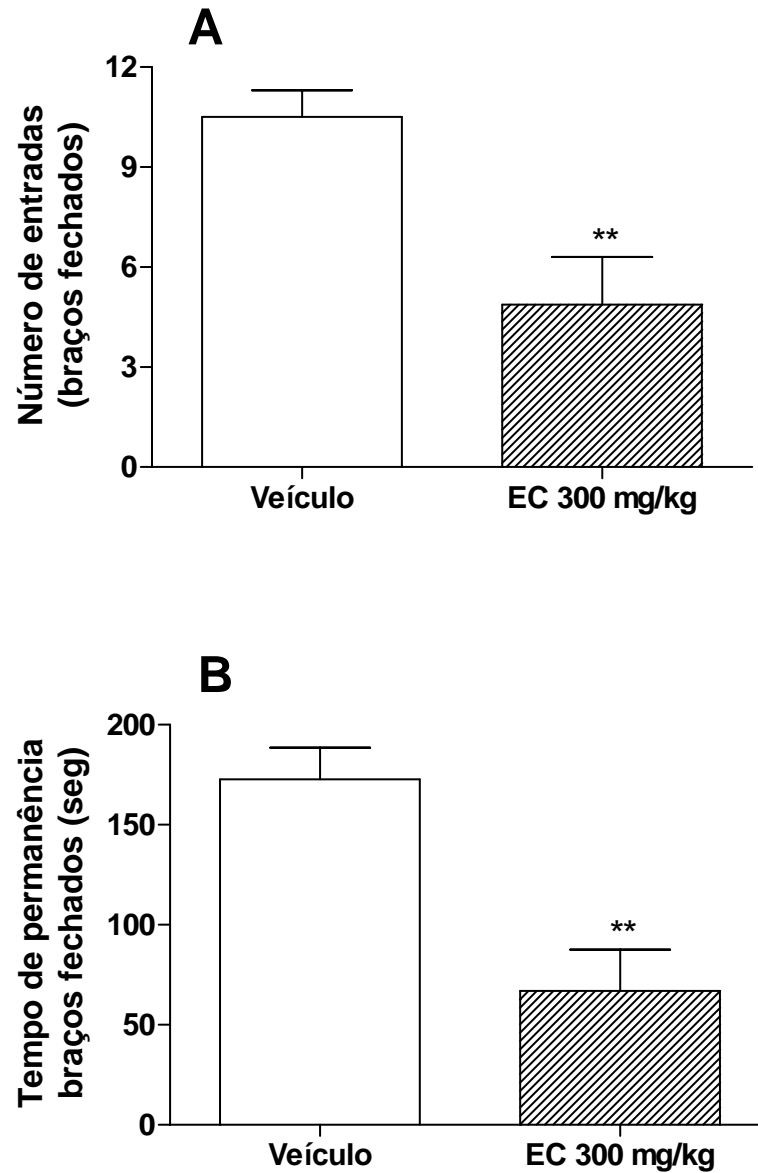 A
Número de entradas
(braços fechados)
12
9
6
3
0
**
Veículo
EC 300 mg/kg
B
Tempo de permanência
braços fechados (seg)
200
150
100
50
0
**
Veículo
EC 300 mg/kg